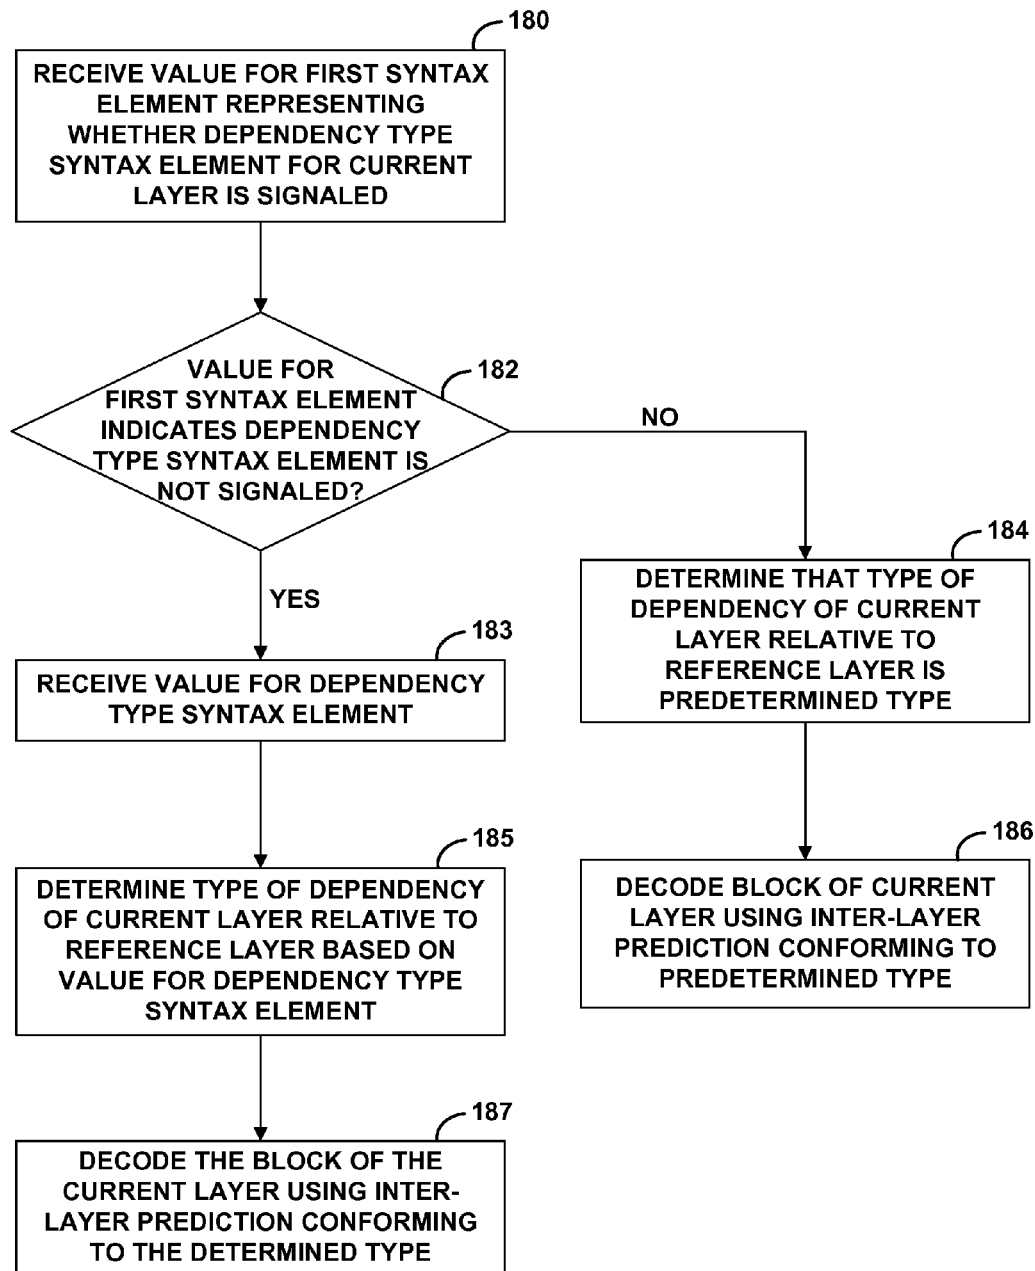 180
RECEIVE VALUE FOR FIRST SYNTAX
ELEMENT REPRESENTING
WHETHER DEPENDENCY TYPE
SYNTAX ELEMENT FOR CURRENT
LAYER IS SIGNALED
182
VALUE FOR
FIRST SYNTAX ELEMENT
INDICATES DEPENDENCY
TYPE SYNTAX ELEMENT IS
NOT SIGNALED?
NO
YES
184
DETERMINE THAT TYPE OF
DEPENDENCY OF CURRENT
LAYER RELATIVE TO
REFERENCE LAYER IS
PREDETERMINED TYPE
183
RECEIVE VALUE FOR DEPENDENCY
TYPE SYNTAX ELEMENT
186
DECODE BLOCK OF CURRENT
LAYER USING INTER-LAYER
PREDICTION CONFORMING TO
PREDETERMINED TYPE
185
DETERMINE TYPE OF DEPENDENCY
OF CURRENT LAYER RELATIVE TO
REFERENCE LAYER BASED ON
VALUE FOR DEPENDENCY TYPE
SYNTAX ELEMENT
187
DECODE THE BLOCK OF THE
CURRENT LAYER USING INTER-
LAYER PREDICTION CONFORMING
TO THE DETERMINED TYPE